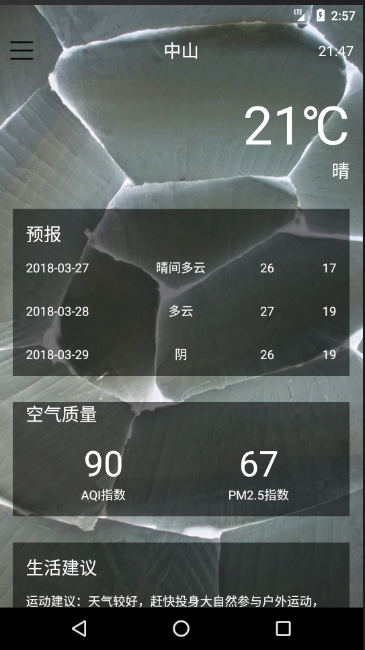 LTE 2:57
中山 21:47
21℃
晴
预报
2018-03-27 晴间多云 26 17
2018-03-28 多云 27 19
2018-03-29 阴 26 19
空气质量
90 67
AQI指数 PM2.5指数
生活建议
运动建议：天气较好，赶快投身大自然参与户外运动，